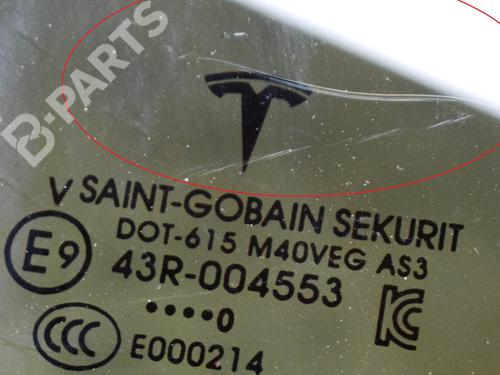 B-PARTS
V SAINT-GOBAIN SEKURIT
DOT-615 M40VEG AS3
E9
43R-004553
••••0
CCC
E000214